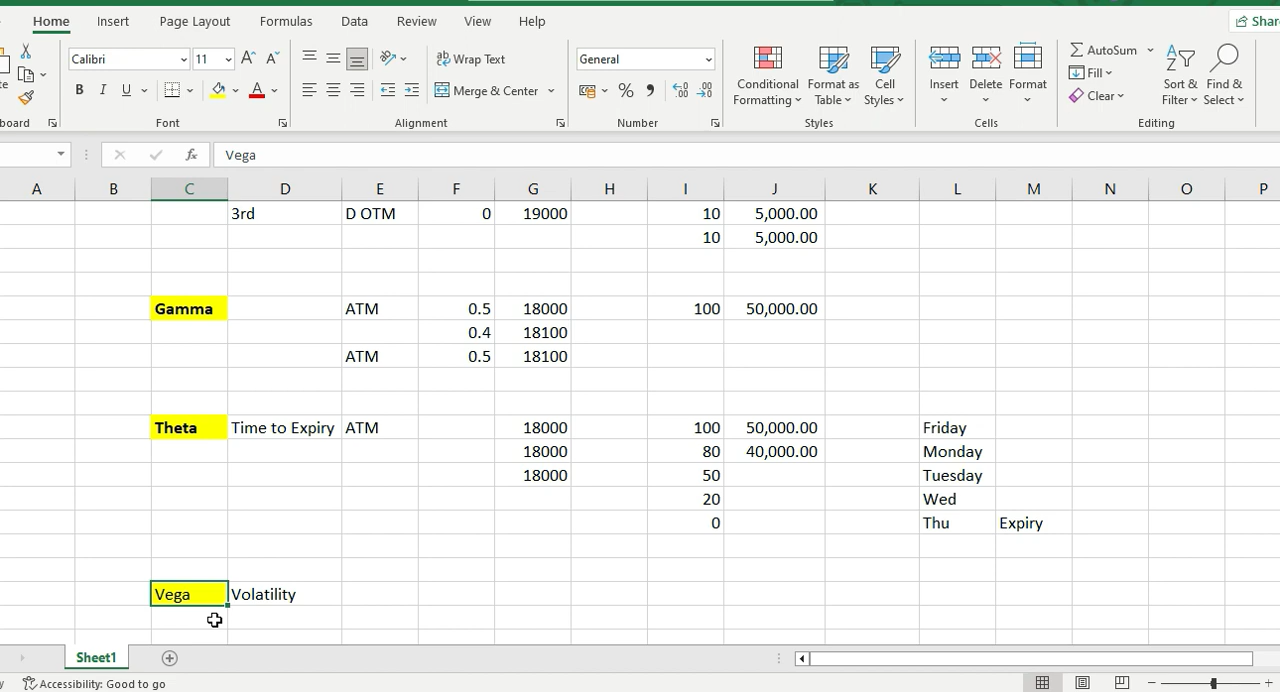 Home Insert Page Layout Formulas Data Review View Help Shar
Calibri 11 A A Wrap Text General Conditional Format as Cell Insert Delete Format AutoSum Sort & Find &
B I U A Merge & Center % Formatting Table Styles Fill Filter Select
Clear
board Font Alignment Number Styles Cells Editing
fx Vega
A B C D E F G H I J K L M N O P
3rd D OTM 0 19000 10 5,000.00
10 5,000.00
Gamma ATM 0.5 18000 100 50,000.00
0.4 18100
ATM 0.5 18100
Theta Time to Expiry ATM 18000 100 50,000.00 Friday
18000 80 40,000.00 Monday
18000 50 Tuesday
20 Wed
0 Thu Expiry
Vega Volatility
Sheet1
Accessibility: Good to go